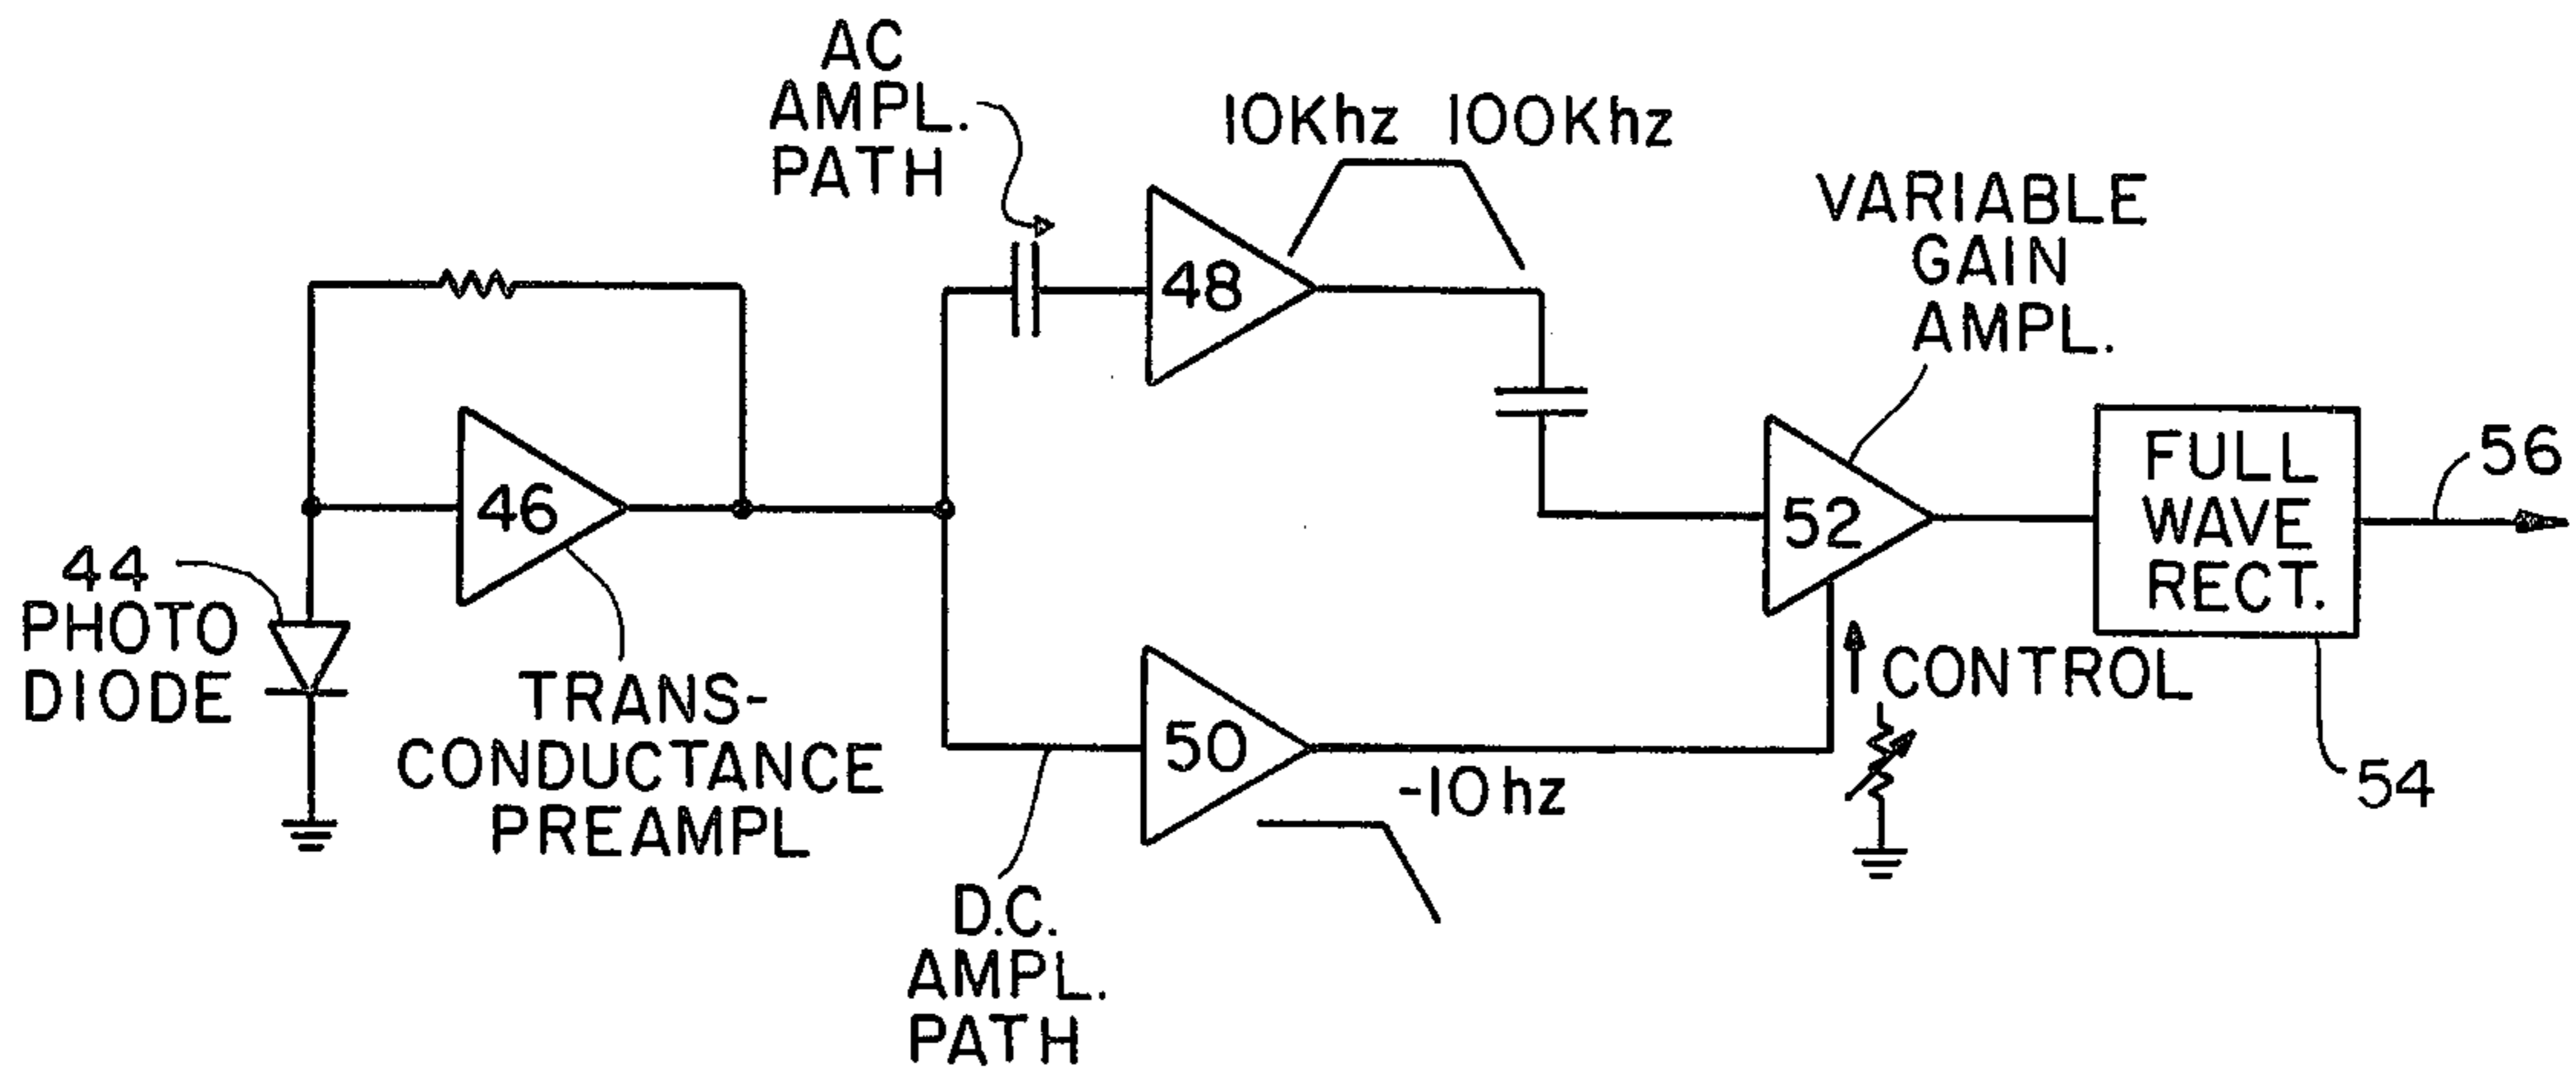 AC
AMPL.
PATH
10Khz 100Khz
VARIABLE
GAIN
AMPL.
48
46
52
FULL
WAVE
RECT.
56
44
PHOTO
DIODE
TRANS-
CONDUCTANCE
PREAMPL
50
-10hz
CONTROL
54
D.C.
AMPL.
PATH